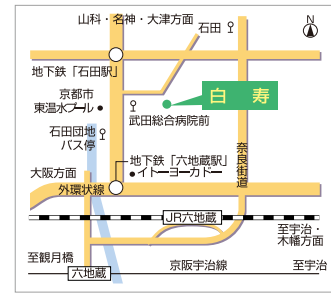 山科・名神・大津方面
石田
N
地下鉄「石田駅」
京都市
東温水プール
白 寿
武田総合病院前
石田団地
バス停
奈良街道
大阪方面
地下鉄「六地蔵駅」
イトーヨーカドー
外環状線
JR六地蔵
至宇治・
木幡方面
至観月橋
六地蔵
京阪宇治線
至宇治